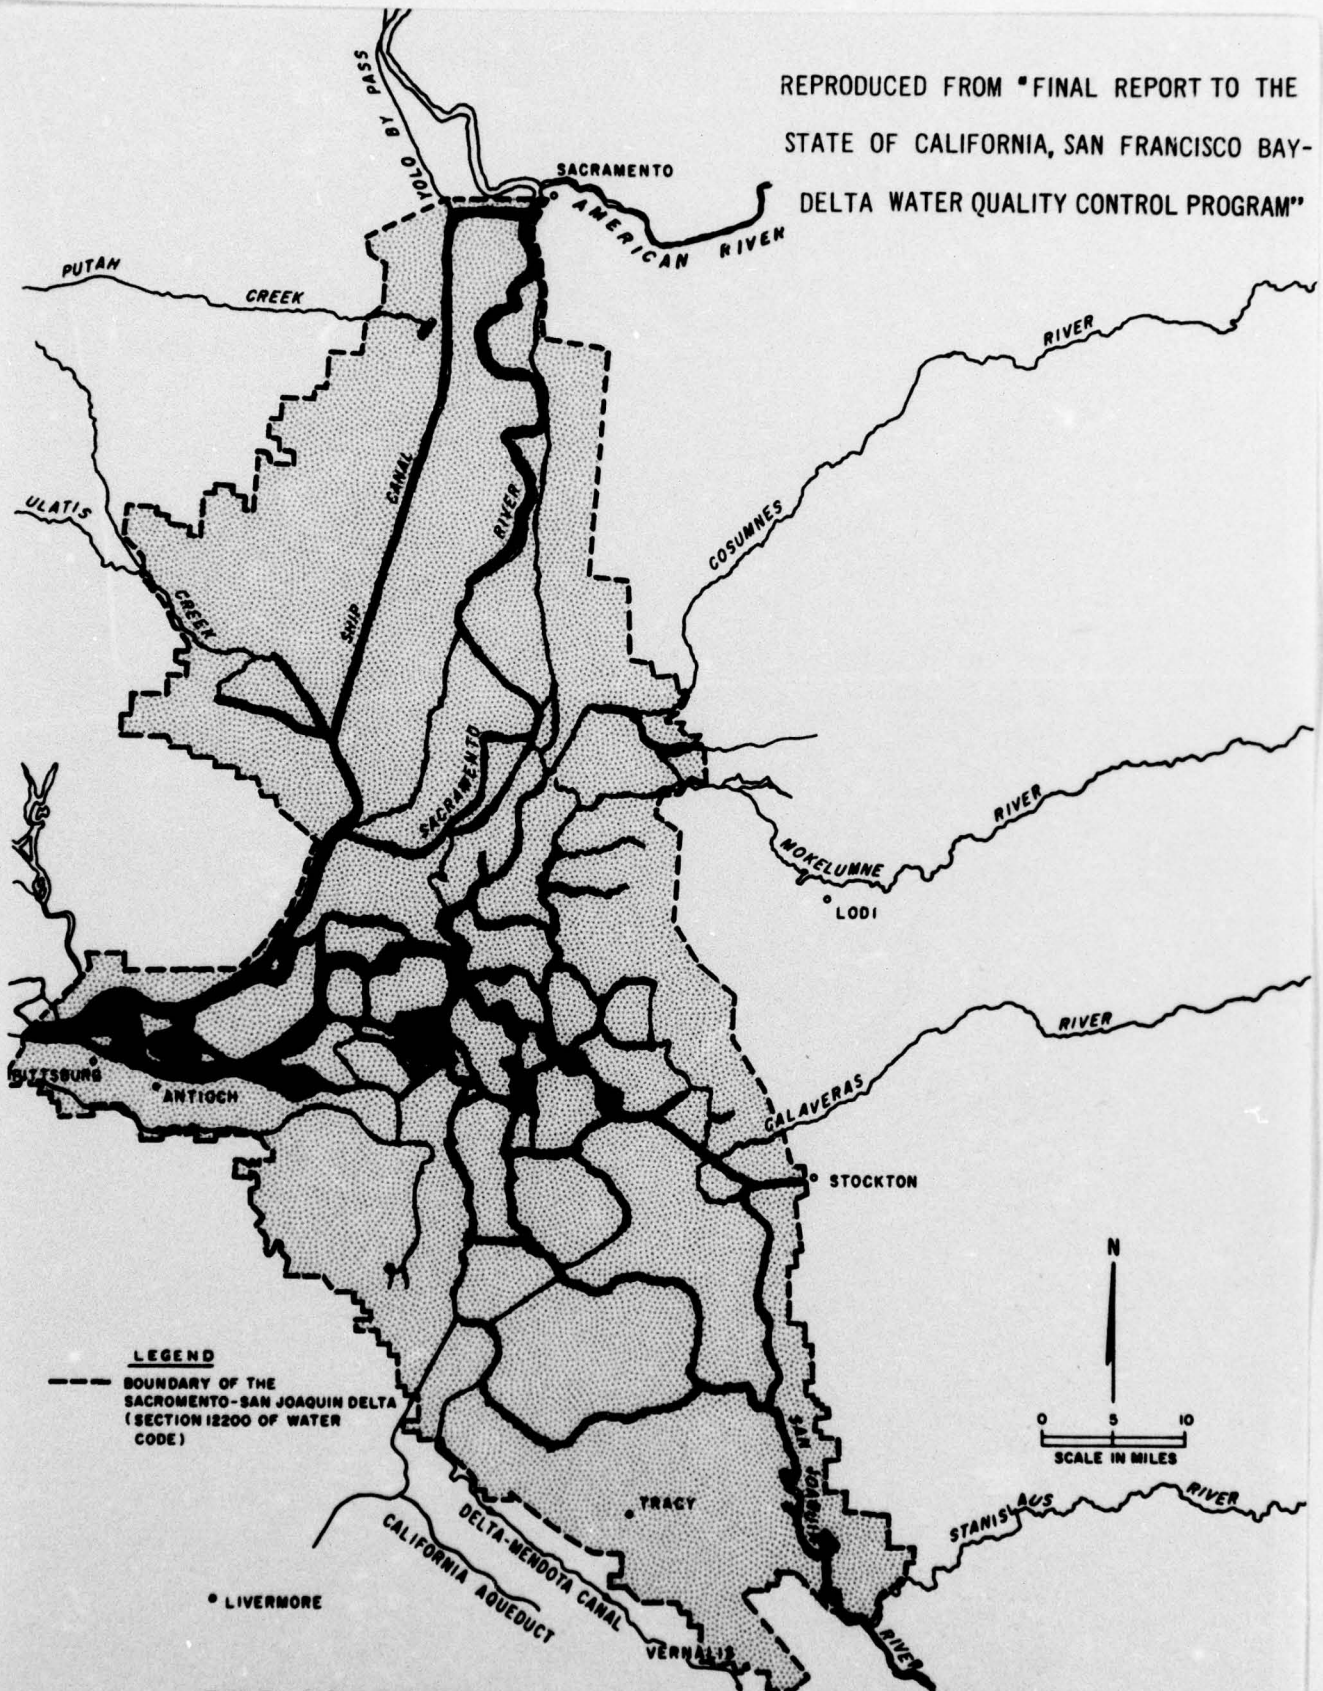 REPRODUCED FROM "FINAL REPORT TO THE
STATE OF CALIFORNIA, SAN FRANCISCO BAY-
DELTA WATER QUALITY CONTROL PROGRAM"
YOLO BY PASS
SACRAMENTO
AMERICAN RIVER
PUTAH CREEK
RIVER
COSUMNES
ULATIS
CREEK
CANAL
SHIP
RIVER
SACRAMENTO
RIVER
MOKELUMNE
LODI
RIVER
CALAVERAS
PITTSBURG
ANTIOCH
STOCKTON
N
LEGEND
BOUNDARY OF THE
SACROMENTO-SAN JOAQUIN DELTA
(SECTION 12200 OF WATER
CODE)
0 5 10
SCALE IN MILES
SAN JOAQUIN
RIVER
STANISLAUS RIVER
TRACY
DELTA-MENDOTA CANAL
CALIFORNIA AQUEDUCT
LIVERMORE
VERNALIS